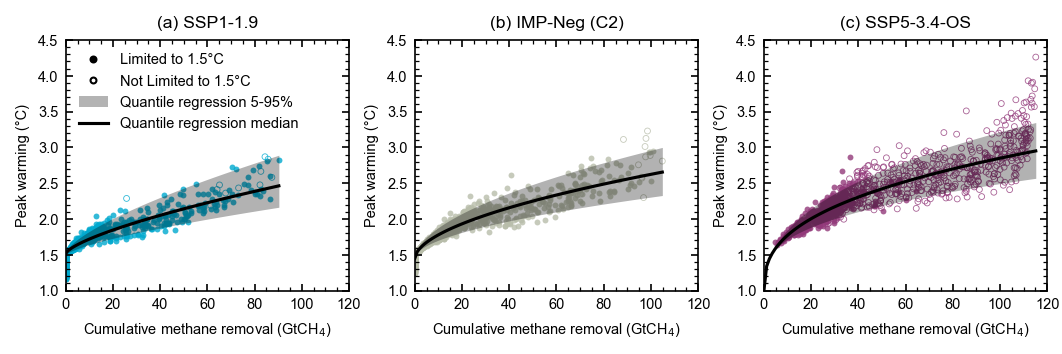 (a) SSP1-1.9
(b) IMP-Neg (C2)
(c) SSP5-3.4-OS
Peak warming (°C)
4.5
4.0
3.5
3.0
2.5
2.0
1.5
1.0
Limited to 1.5°C
Not Limited to 1.5°C
Quantile regression 5-95%
Quantile regression median
0 20 40 60 80 100 120
Cumulative methane removal (GtCH₄)
Peak warming (°C)
4.5
4.0
3.5
3.0
2.5
2.0
1.5
1.0
0 20 40 60 80 100 120
Cumulative methane removal (GtCH₄)
Peak warming (°C)
4.5
4.0
3.5
3.0
2.5
2.0
1.5
1.0
0 20 40 60 80 100 120
Cumulative methane removal (GtCH₄)